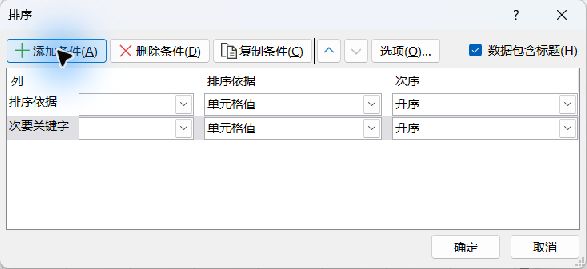 排序
添加条件(A) 删除条件(D) 复制条件(C) 选项(O)... 数据包含标题(H)
列 排序依据 次序
排序依据 单元格值 升序
次要关键字 单元格值 升序
确定 取消